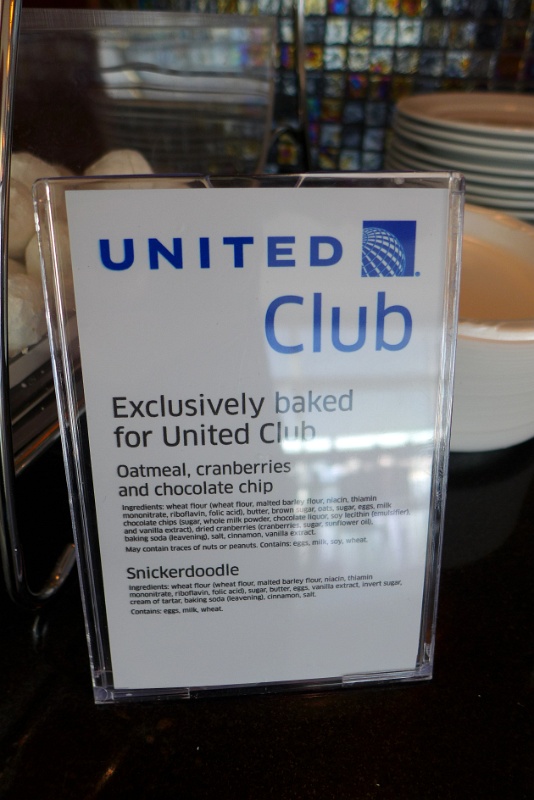 UNITED
Club
Exclusively baked
for United Club
Oatmeal, cranberries
and chocolate chip
Ingredients: wheat flour (wheat flour, malted barley flour, niacin, thiamin
mononitrate, riboflavin, folic acid), butter, brown sugar, oats, sugar, eggs, milk
chocolate chips (sugar, whole milk powder, chocolate liquor, soy lecithin (emulsifier),
and vanilla extract), dried cranberries (cranberries, sugar, sunflower oil),
baking soda (leavening), salt, cinnamon, vanilla extract.
May contain traces of nuts or peanuts. Contains: eggs, milk, soy, wheat.
Snickerdoodle
Ingredients: wheat flour (wheat flour, malted barley flour, niacin, thiamin
mononitrate, riboflavin, folic acid), sugar, butter, eggs, vanilla extract, invert sugar,
cream of tartar, baking soda (leavening), cinnamon, salt.
Contains: eggs, milk, wheat.